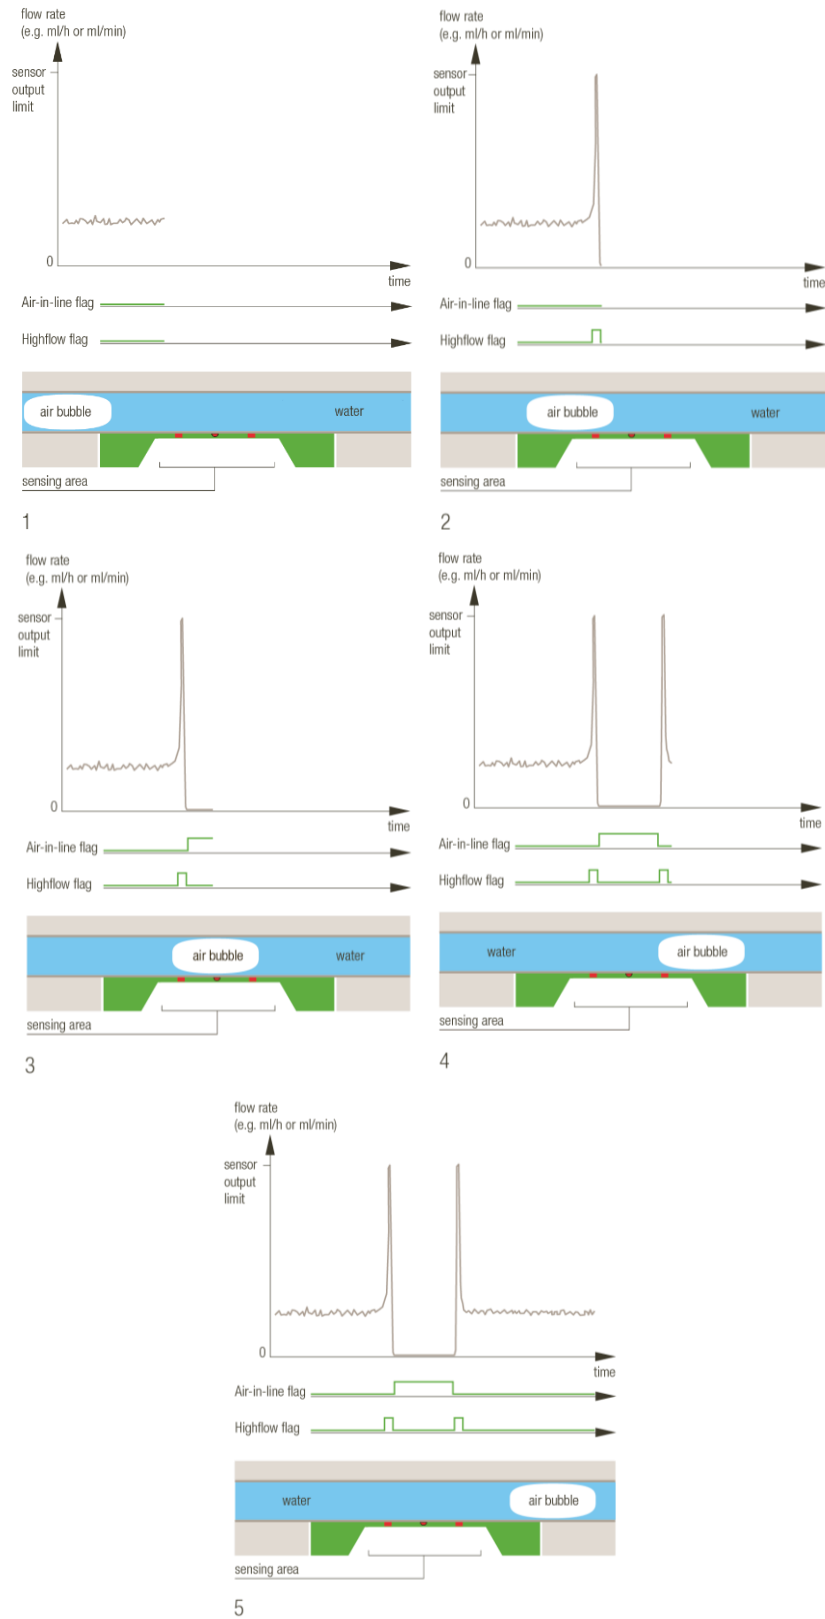 flow rate
(e.g. ml/h or ml/min)
sensor
output
limit
0
time
Air-in-line flag
Highflow flag
air bubble
water
sensing area
1
flow rate
(e.g. ml/h or ml/min)
sensor
output
limit
0
time
Air-in-line flag
Highflow flag
air bubble
water
sensing area
2
flow rate
(e.g. ml/h or ml/min)
sensor
output
limit
0
time
Air-in-line flag
Highflow flag
air bubble
water
sensing area
3
flow rate
(e.g. ml/h or ml/min)
sensor
output
limit
0
time
Air-in-line flag
Highflow flag
water
air bubble
sensing area
4
flow rate
(e.g. ml/h or ml/min)
sensor
output
limit
0
time
Air-in-line flag
Highflow flag
water
air bubble
sensing area
5